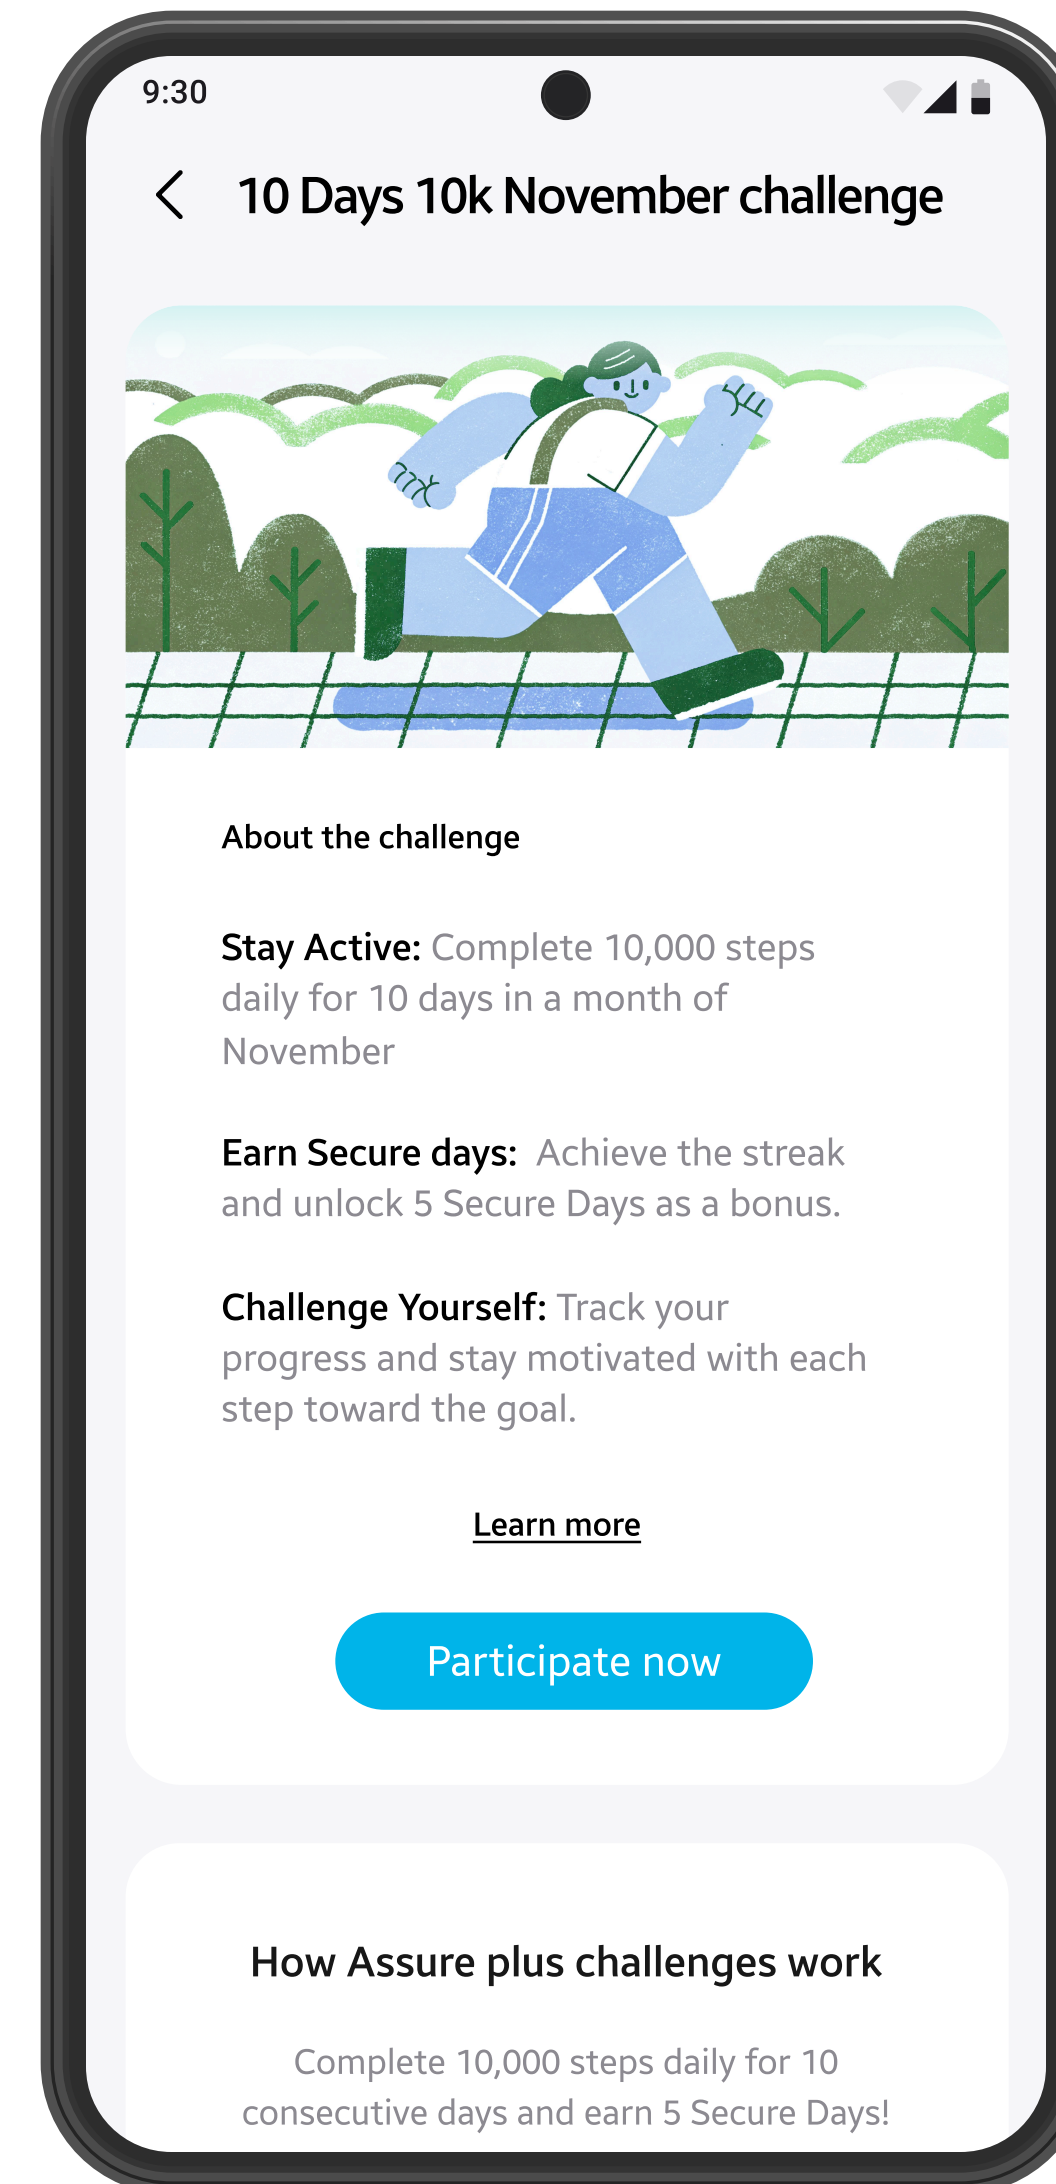 9:30
10 Days 10k November challenge
About the challenge
Stay Active: Complete 10,000 steps
daily for 10 days in a month of
November
Earn Secure days: Achieve the streak
and unlock 5 Secure Days as a bonus.
Challenge Yourself: Track your
progress and stay motivated with each
step toward the goal.
Learn more
Participate now
How Assure plus challenges work
Complete 10,000 steps daily for 10
consecutive days and earn 5 Secure Days!